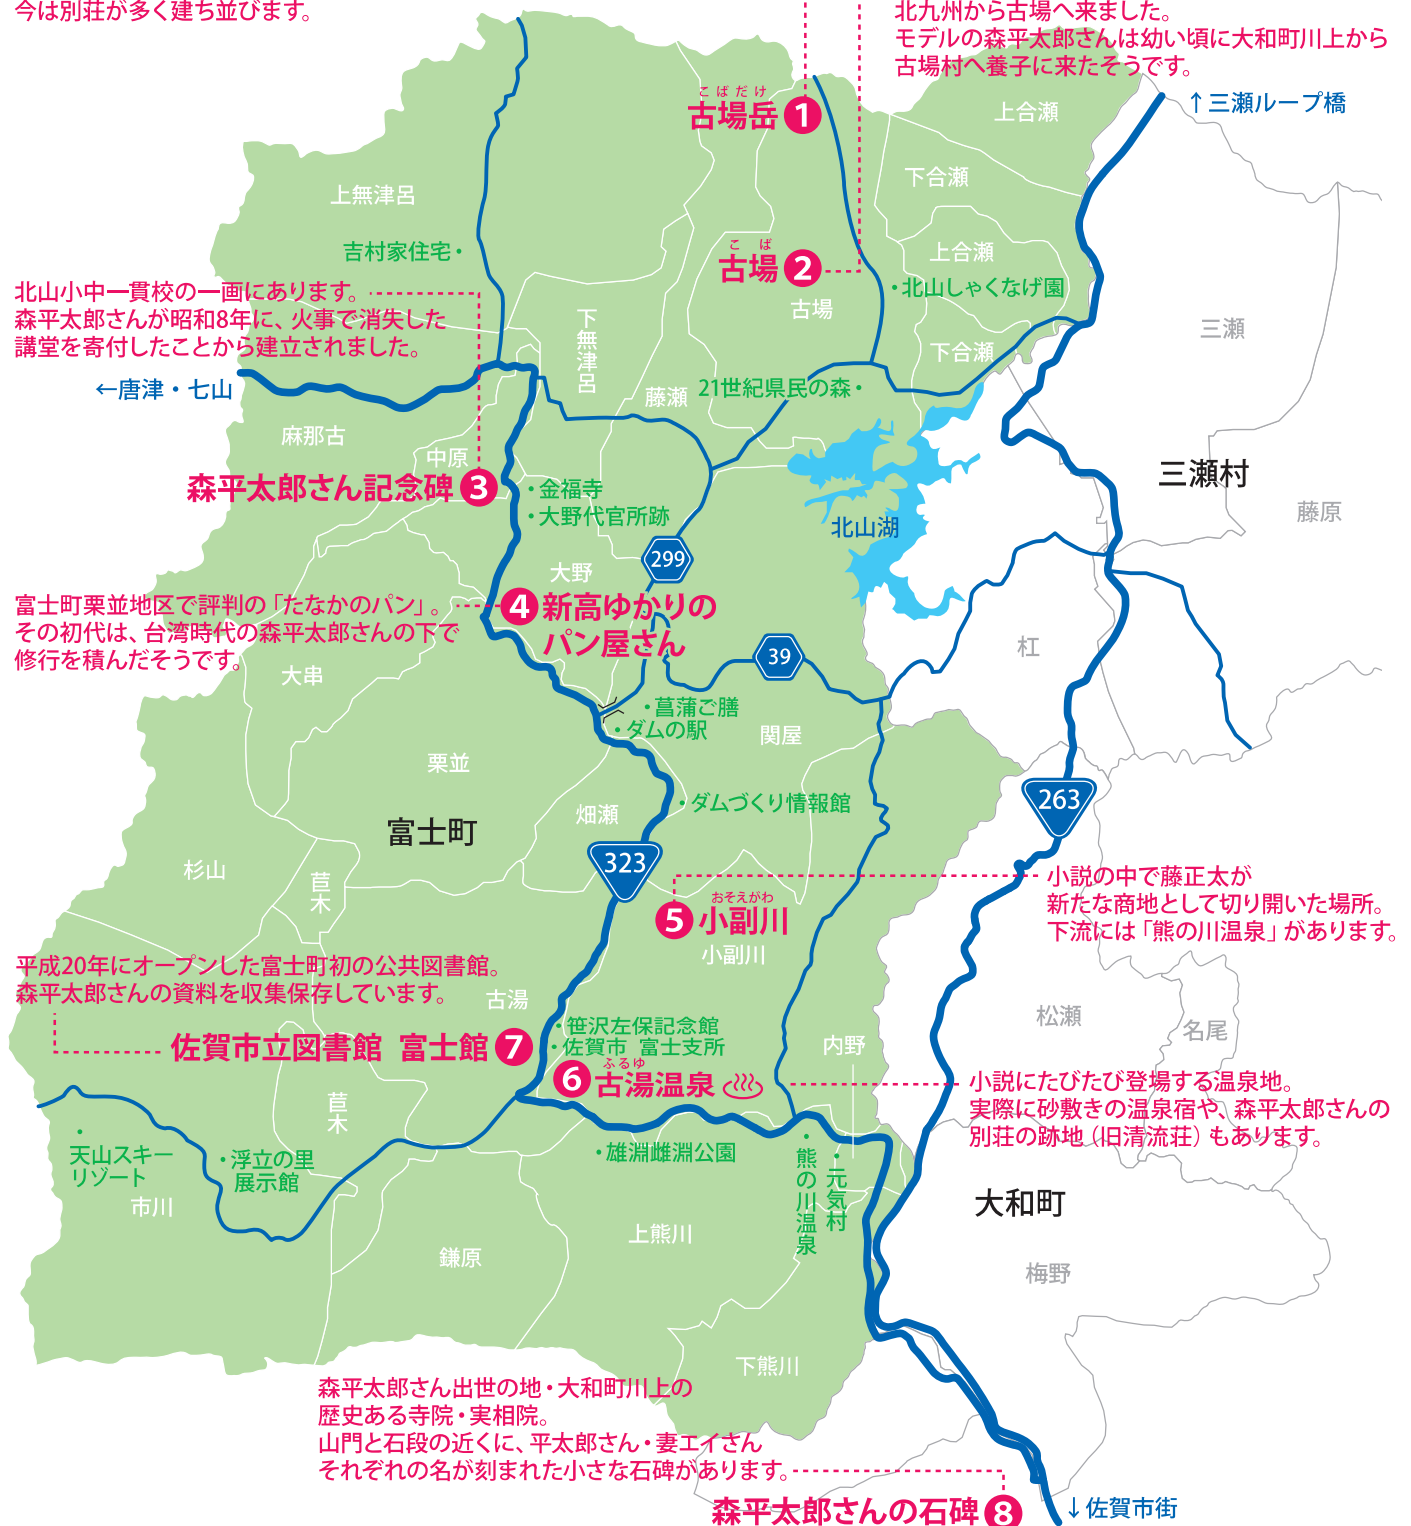 今は別荘が多く建ち並びます。
北九州から古場へ来ました。
モデルの森平太郎さんは幼い頃に大和町川上から
古場村へ養子に来たそうです。
↑三瀬ループ橋
こばだけ
古場岳 1
上合瀬
下合瀬
上無津呂
吉村家住宅・
こ ば
古場 2
上合瀬
・北山しゃくなげ園
古場
北山小中一貫校の一画にあります。
森平太郎さんが昭和8年に、火事で消失した
講堂を寄付したことから建立されました。
下無津呂
三瀬
下合瀬
←唐津・七山
藤瀬
21世紀県民の森・
麻那古
中原
森平太郎さん記念碑 3
三瀬村
・金福寺
・大野代官所跡
藤原
北山湖
299
大野
富士町栗並地区で評判の「たなかのパン」。
その初代は、台湾時代の森平太郎さんの下で
修行を積んだそうです。
4 新高ゆかりの
パン屋さん
杠
39
大串
・菖蒲ご膳
・ダムの駅
関屋
栗並
・ダムづくり情報館
263
畑瀬
富士町
323
杉山
苣木
小説の中で藤正太が
新たな商地として切り開いた場所。
下流には「熊の川温泉」があります。
おそえがわ
5 小副川
小副川
平成20年にオープンした富士町初の公共図書館。
森平太郎さんの資料を収集保存しています。
古湯
松瀬
名尾
佐賀市立図書館 富士館 7
・笹沢左保記念館
・佐賀市 富士支所
内野
ふるゆ
6 古湯温泉
小説にたびたび登場する温泉地。
実際に砂敷きの温泉宿や、森平太郎さんの
別荘の跡地（旧清流荘）もあります。
苣木
・天山スキー
リゾート
・浮立の里
展示館
・雄淵雌淵公園
・熊の川温泉
・元気村
市川
大和町
上熊川
鎌原
梅野
下熊川
森平太郎さん出世の地・大和町川上の
歴史ある寺院・実相院。
山門と石段の近くに、平太郎さん・妻エイさん
それぞれの名が刻まれた小さな石碑があります。
森平太郎さんの石碑 8
↓佐賀市街